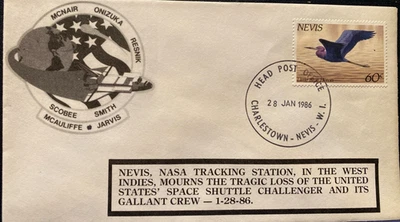 McNAIR ONIZUKA RESNIK
SCOBEE SMITH
McAULIFFE JARVIS
NEVIS
60¢
HEAD POST OFFICE
28 JAN 1986
CHARLESTOWN - NEVIS - W. I.
NEVIS, NASA TRACKING STATION, IN THE WEST
INDIES, MOURNS THE TRAGIC LOSS OF THE UNITED
STATES' SPACE SHUTTLE CHALLENGER AND ITS
GALLANT CREW — 1-28-86.